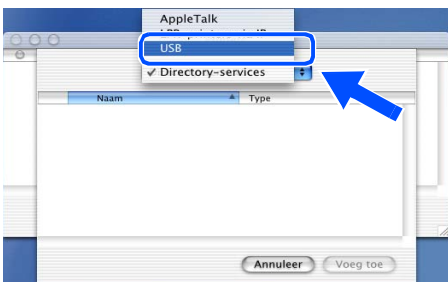 AppleTalk
USB
✓ Directory-services
Naam Type
Annuleer Voeg toe